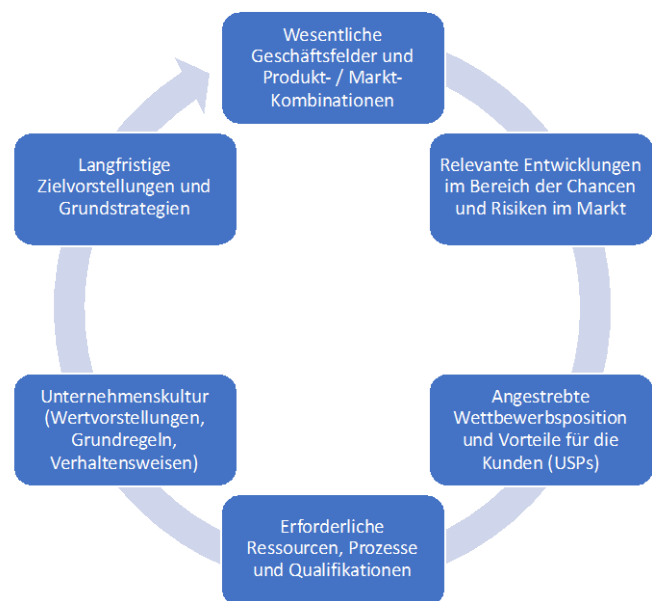 Wesentliche
Geschäftsfelder und
Produkt- / Markt-
Kombinationen
Relevante Entwicklungen
im Bereich der Chancen
und Risiken im Markt
Angestrebte
Wettbewerbsposition
und Vorteile für die
Kunden (USPs)
Erforderliche
Ressourcen, Prozesse
und Qualifikationen
Unternehmenskultur
(Wertvorstellungen,
Grundregeln,
Verhaltensweisen)
Langfristige
Zielvorstellungen und
Grundstrategien